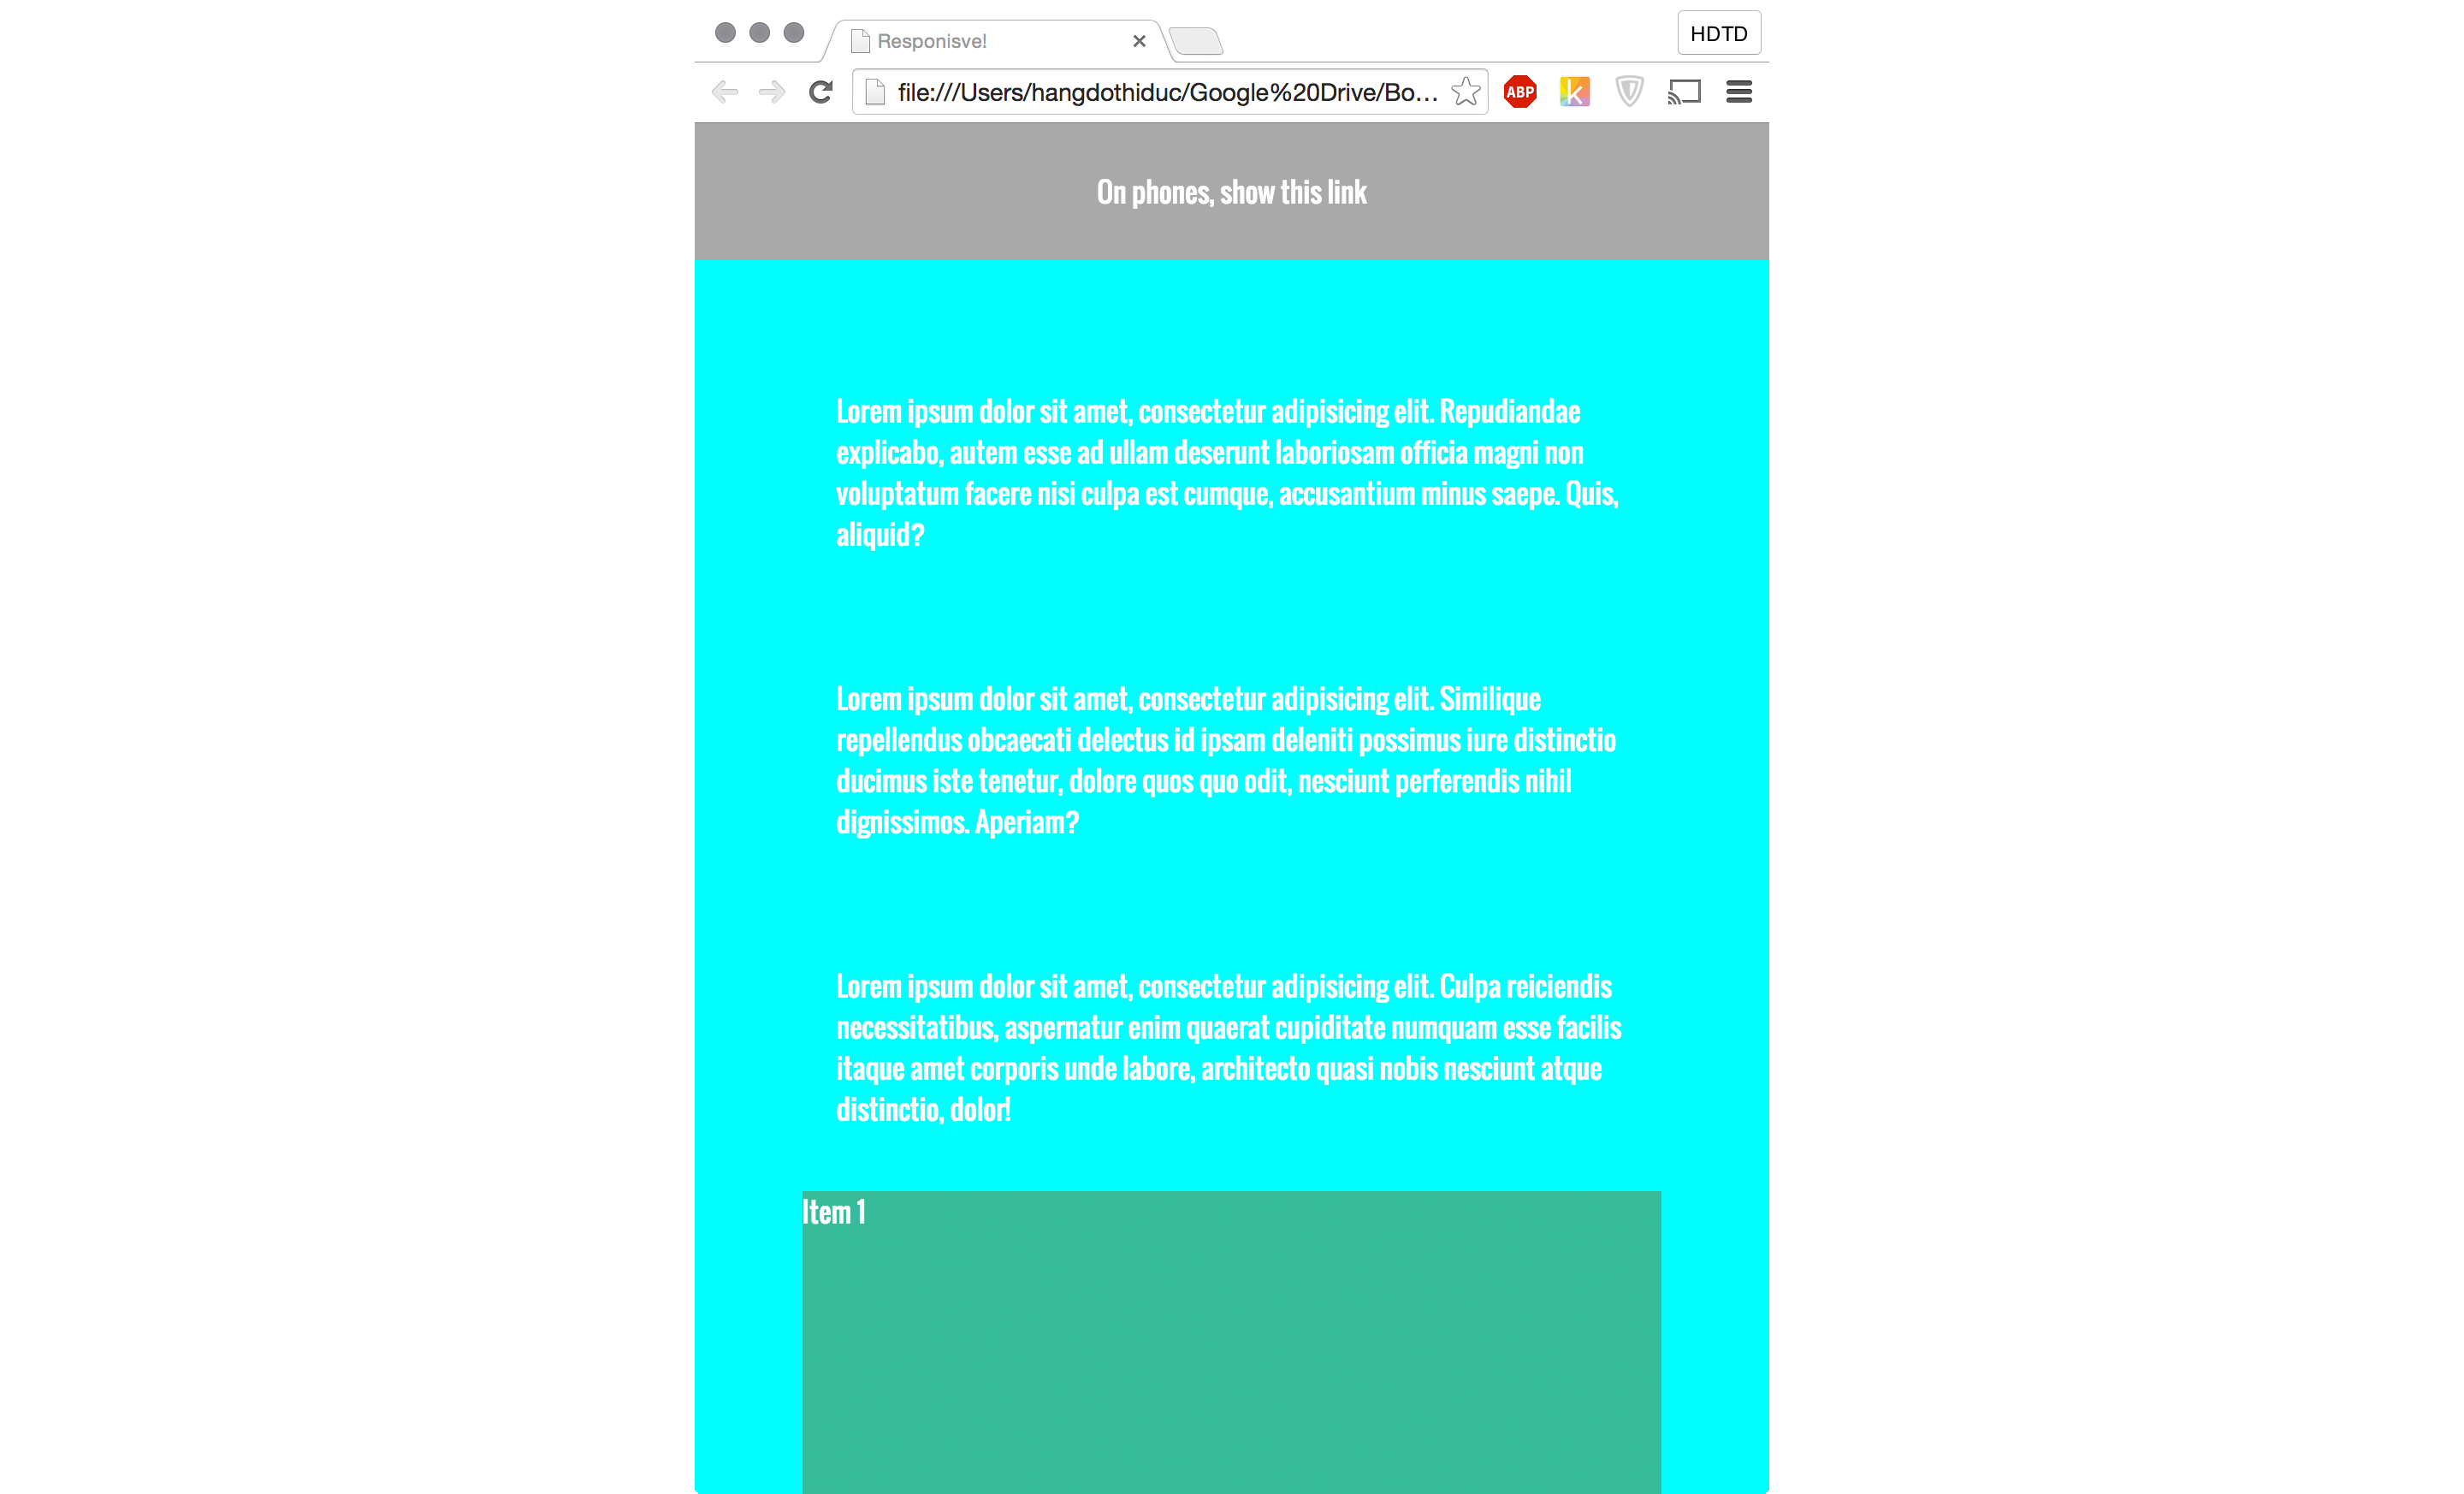 Responisve!
HDTD
file:///Users/hangdothiduc/Google%20Drive/Bo...
ABP
k
On phones, show this link
Lorem ipsum dolor sit amet, consectetur adipisicing elit. Repudiandae
explicabo, autem esse ad ullam deserunt laboriosam officia magni non
voluptatum facere nisi culpa est cumque, accusantium minus saepe. Quis,
aliquid?
Lorem ipsum dolor sit amet, consectetur adipisicing elit. Similique
repellendus obcaecati delectus id ipsam deleniti possimus iure distinctio
ducimus iste tenetur, dolore quos quo odit, nesciunt perferendis nihil
dignissimos. Aperiam?
Lorem ipsum dolor sit amet, consectetur adipisicing elit. Culpa reiciendis
necessitatibus, aspernatur enim quaerat cupiditate numquam esse facilis
itaque amet corporis unde labore, architecto quasi nobis nesciunt atque
distinctio, dolor!
Item 1